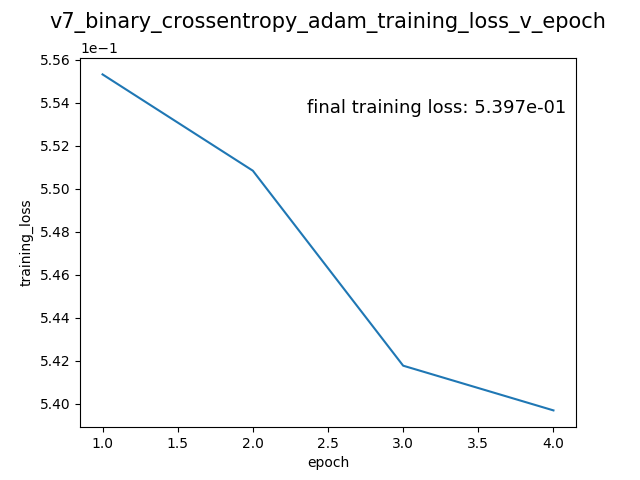 v7_binary_crossentropy_adam_training_loss_v_epoch
1e−1
5.56
5.54
5.52
5.50
5.48
5.46
5.44
5.42
5.40
training_loss
final training loss: 5.397e-01
1.0 1.5 2.0 2.5 3.0 3.5 4.0
epoch